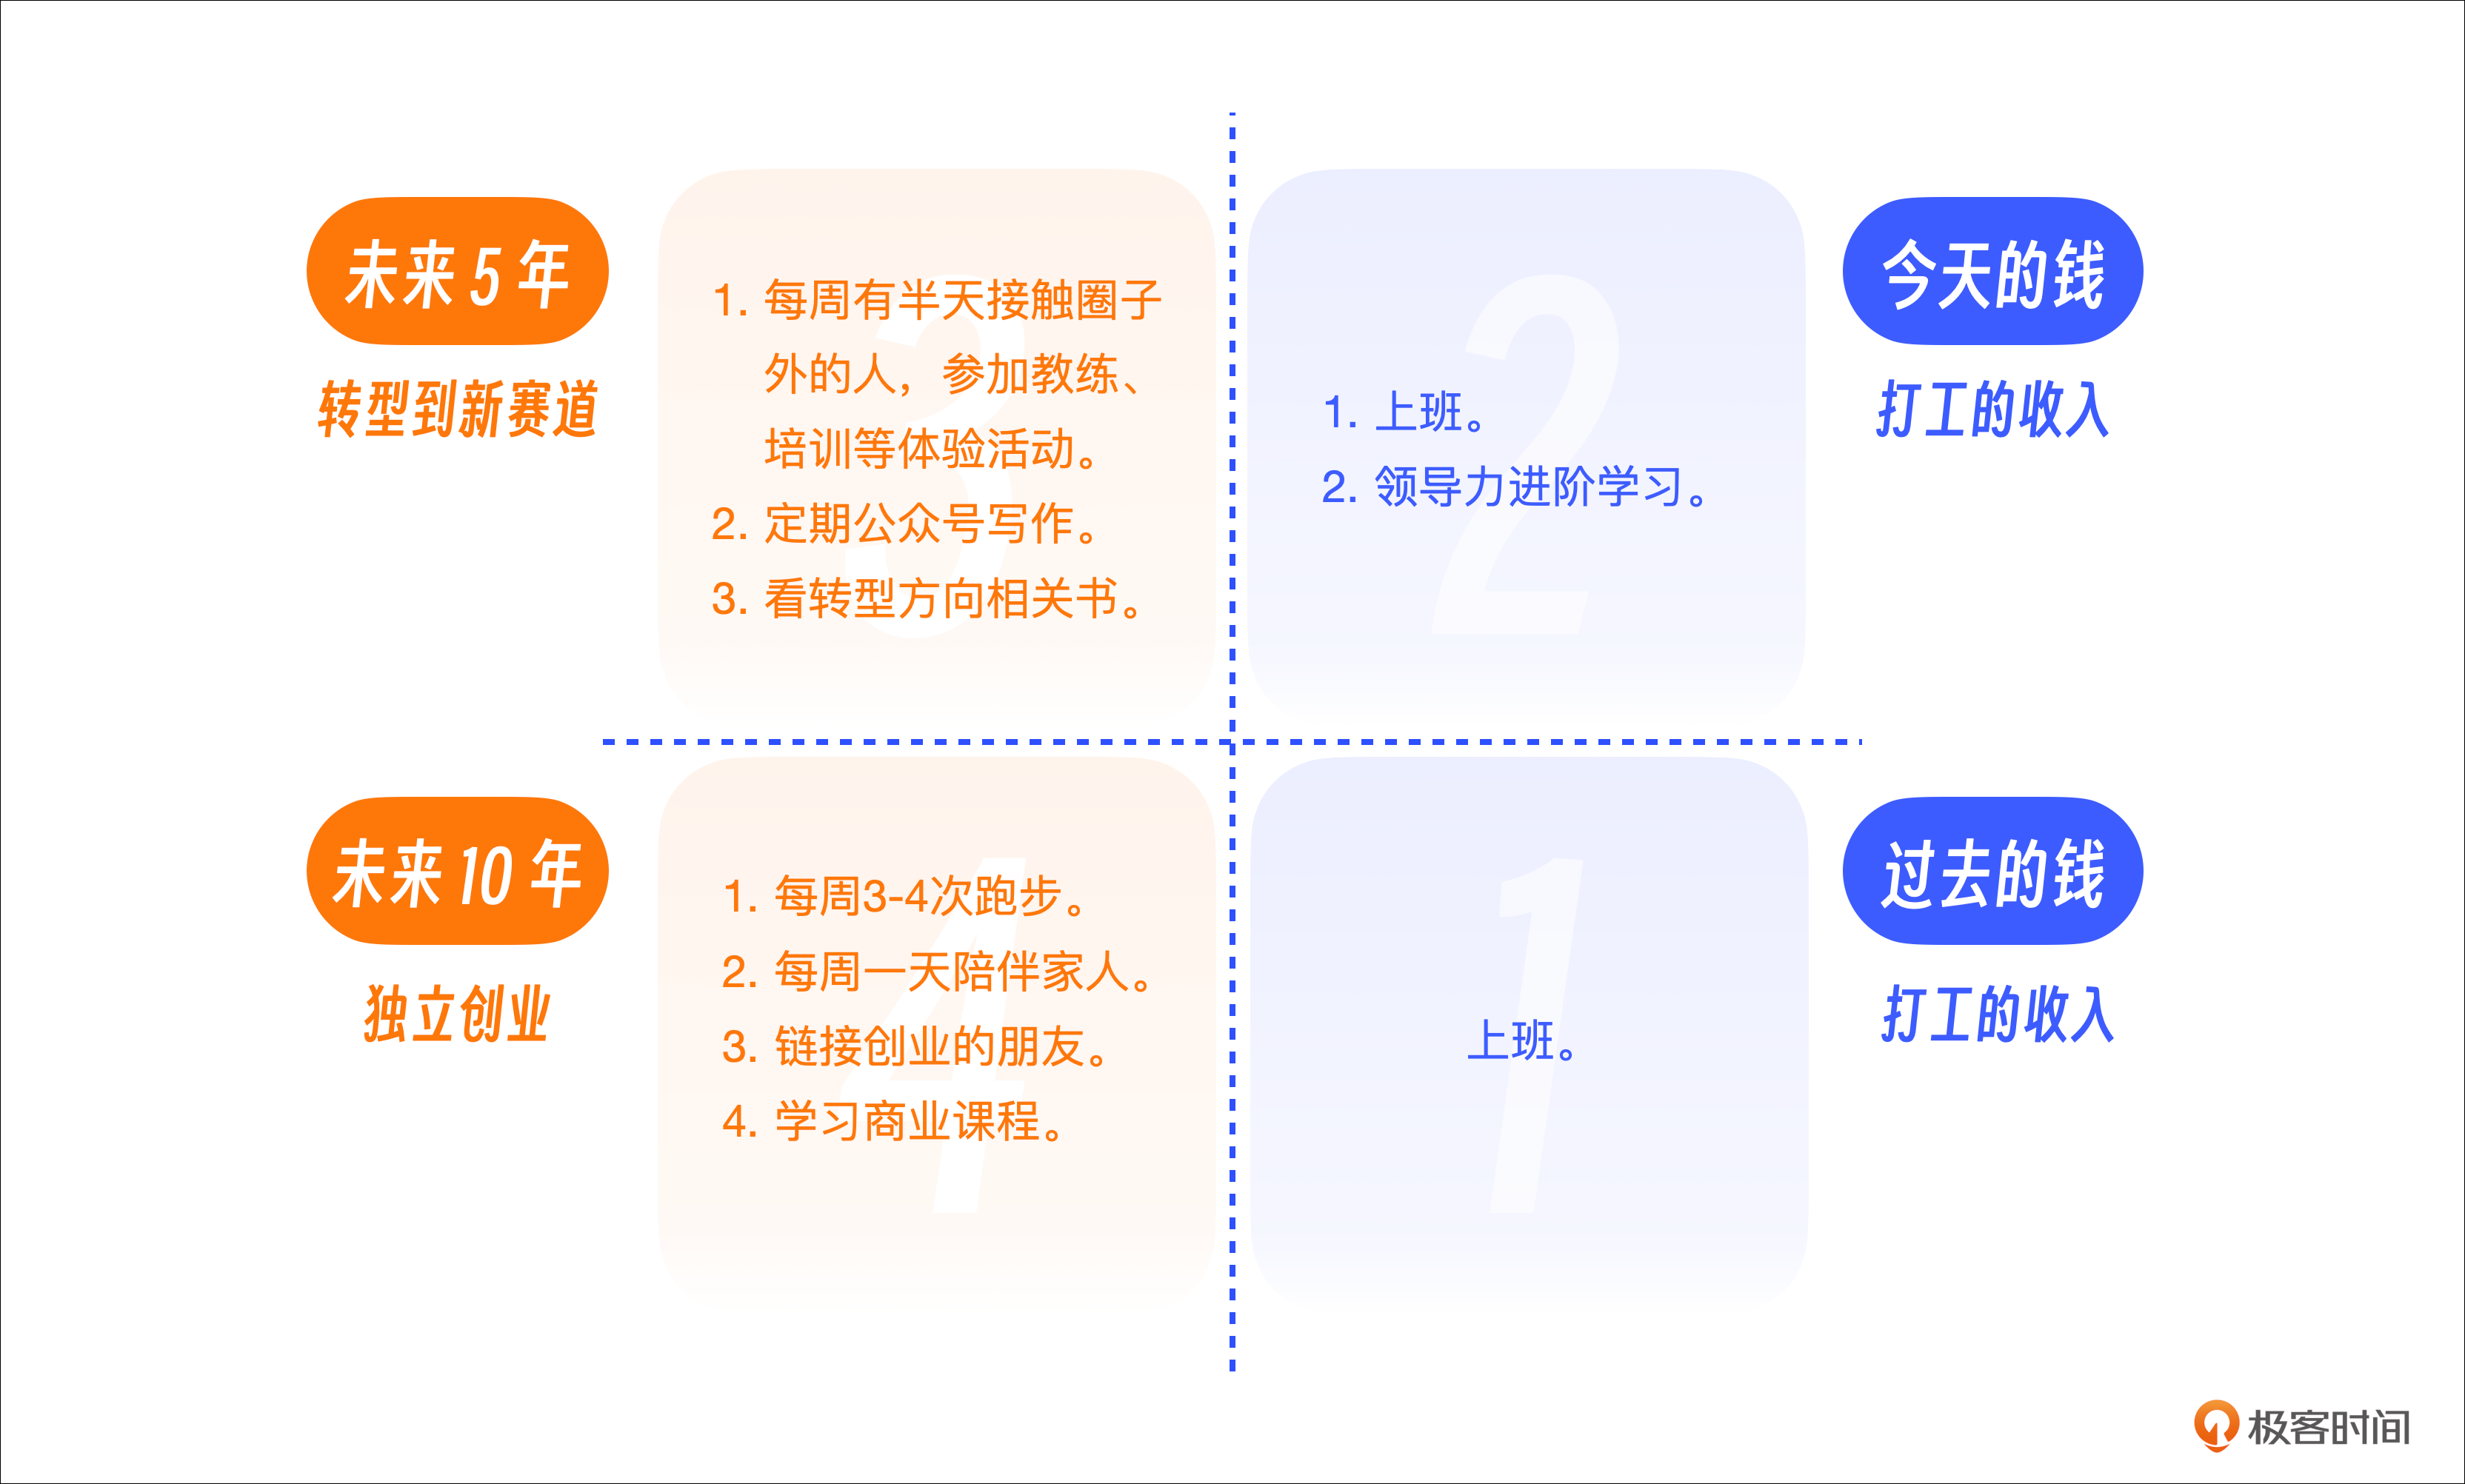 未来 5 年
转型到新赛道
3
1. 每周有半天接触圈子
外的人，参加教练、
培训等体验活动。
2. 定期公众号写作。
3. 看转型方向相关书。
2
1. 上班。
2. 领导力进阶学习。
今天的钱
打工的收入
未来 10 年
独立创业
4
1. 每周3-4次跑步。
2. 每周一天陪伴家人。
3. 链接创业的朋友。
4. 学习商业课程。
1
上班。
过去的钱
打工的收入
极客时间